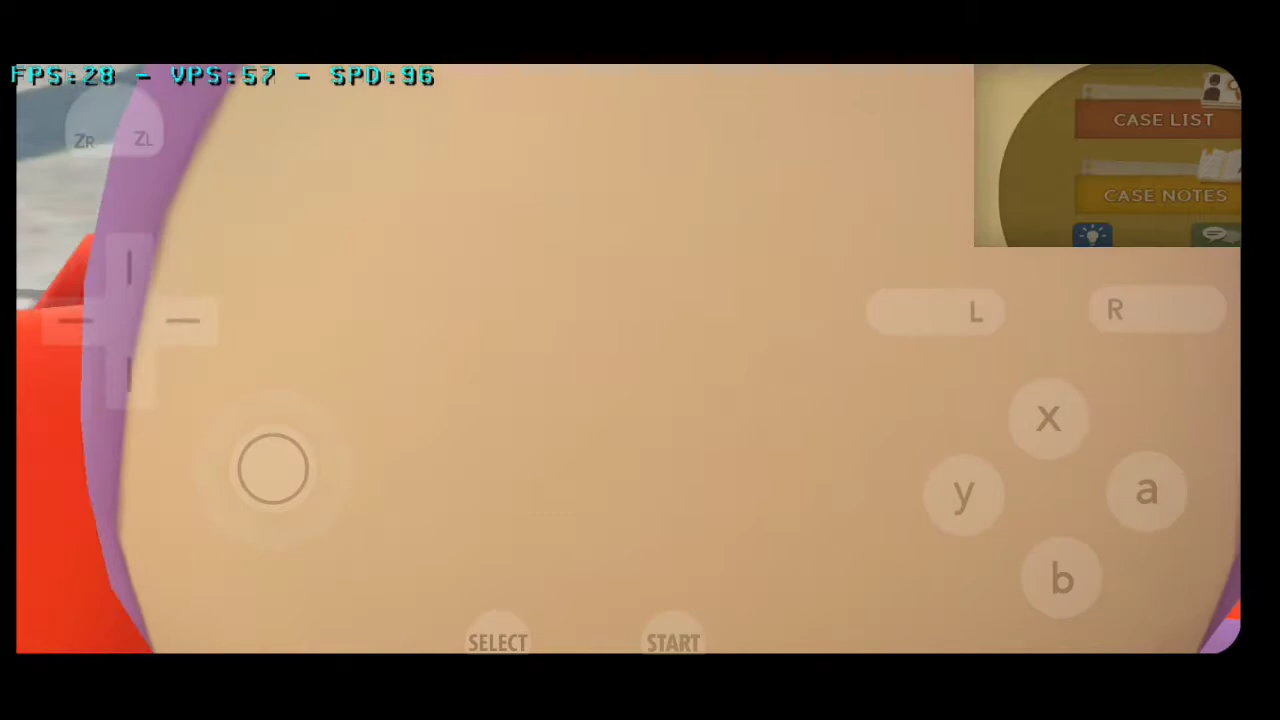 FPS:28 - VPS:57 - SPD:96
ZR ZL
CASE LIST
CASE NOTES
L R
X
y a
b
SELECT START